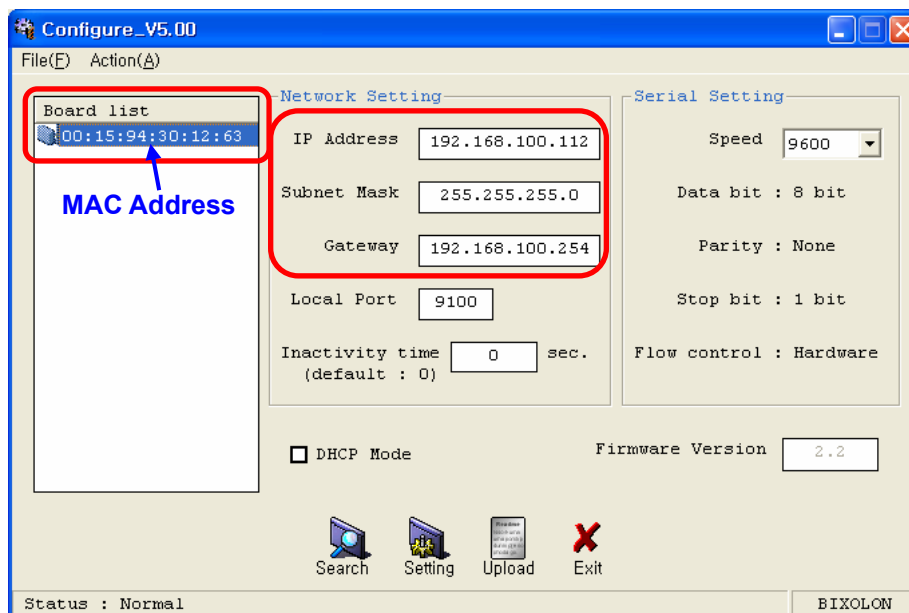 Configure_V5.00
File(F) Action(A)
Board list
00:15:94:30:12:63
MAC Address
Network Setting
IP Address 192.168.100.112
Subnet Mask 255.255.255.0
Gateway 192.168.100.254
Local Port 9100
Inactivity time 0 sec.
(default : 0)
Serial Setting
Speed 9600
Data bit : 8 bit
Parity : None
Stop bit : 1 bit
Flow control : Hardware
DHCP Mode
Firmware Version 2.2
Search Setting Upload Exit
Status : Normal BIXOLON